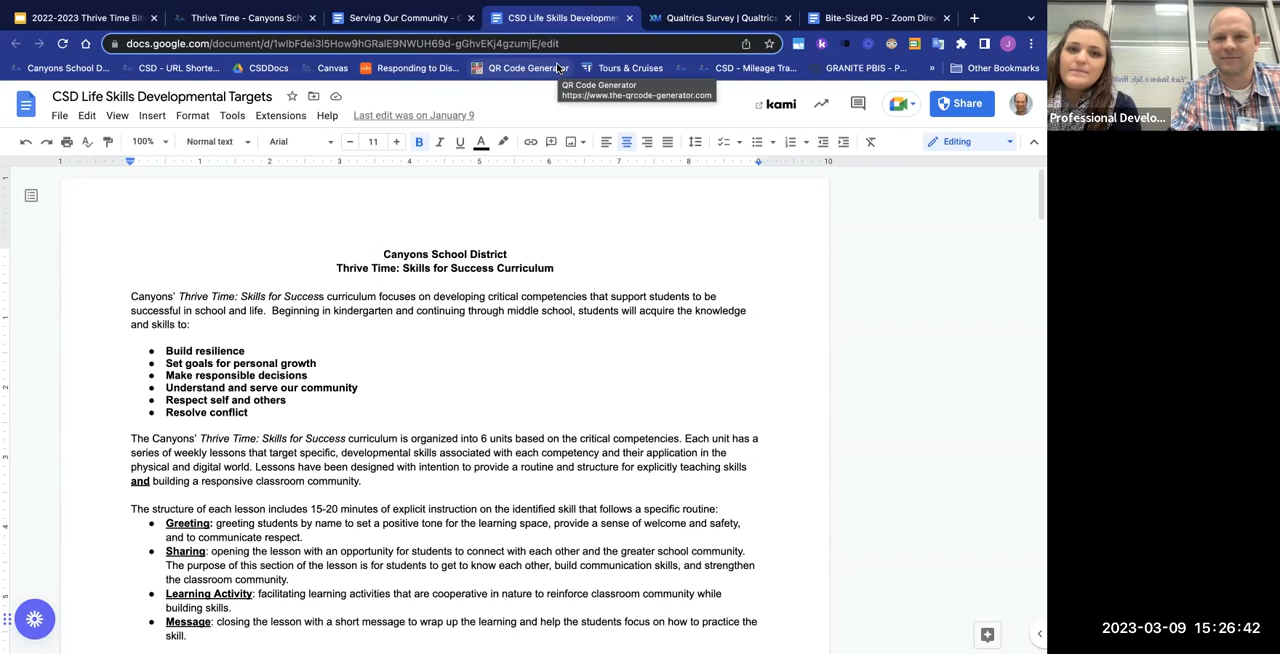 2022-2023 Thrive Time Bit
Thrive Time - Canyons Sch
Serving Our Community - C
CSD Life Skills Developmen
Qualtrics Survey | Qualtrics
Bite-Sized PD - Zoom Dire
docs.google.com/document/d/1wIbFdei3I5How9hGRalE9NWUH69d-gGhvEKj4gzumjE/edit
Canyons School D...
CSD - URL Shorte...
CSDDocs
Canvas
Responding to Dis...
QR Code Generator
Tours & Cruises
CSD - Mileage Tra...
GRANITE PBIS - P...
»
Other Bookmarks
QR Code Generator
https://www.the-qrcode-generator.com
CSD Life Skills Developmental Targets
File Edit View Insert Format Tools Extensions Help Last edit was on January 9
kami
Share
100% Normal text Arial 11 Editing
1 1 2 3 4 5 6 7 8 10
Canyons School District
Thrive Time: Skills for Success Curriculum
Canyons' Thrive Time: Skills for Success curriculum focuses on developing critical competencies that support students to be
successful in school and life. Beginning in kindergarten and continuing through middle school, students will acquire the knowledge
and skills to:
● Build resilience
● Set goals for personal growth
● Make responsible decisions
● Understand and serve our community
● Respect self and others
● Resolve conflict
The Canyons' Thrive Time: Skills for Success curriculum is organized into 6 units based on the critical competencies. Each unit has a
series of weekly lessons that target specific, developmental skills associated with each competency and their application in the
physical and digital world. Lessons have been designed with intention to provide a routine and structure for explicitly teaching skills
and building a responsive classroom community.
The structure of each lesson includes 15-20 minutes of explicit instruction on the identified skill that follows a specific routine:
● Greeting: greeting students by name to set a positive tone for the learning space, provide a sense of welcome and safety,
and to communicate respect.
● Sharing: opening the lesson with an opportunity for students to connect with each other and the greater school community.
The purpose of this section of the lesson is for students to get to know each other, build communication skills, and strengthen
the classroom community.
● Learning Activity: facilitating learning activities that are cooperative in nature to reinforce classroom community while
building skills.
● Message: closing the lesson with a short message to wrap up the learning and help the students focus on how to practice the
skill.
Professional Develo...
2023-03-09 15:26:42